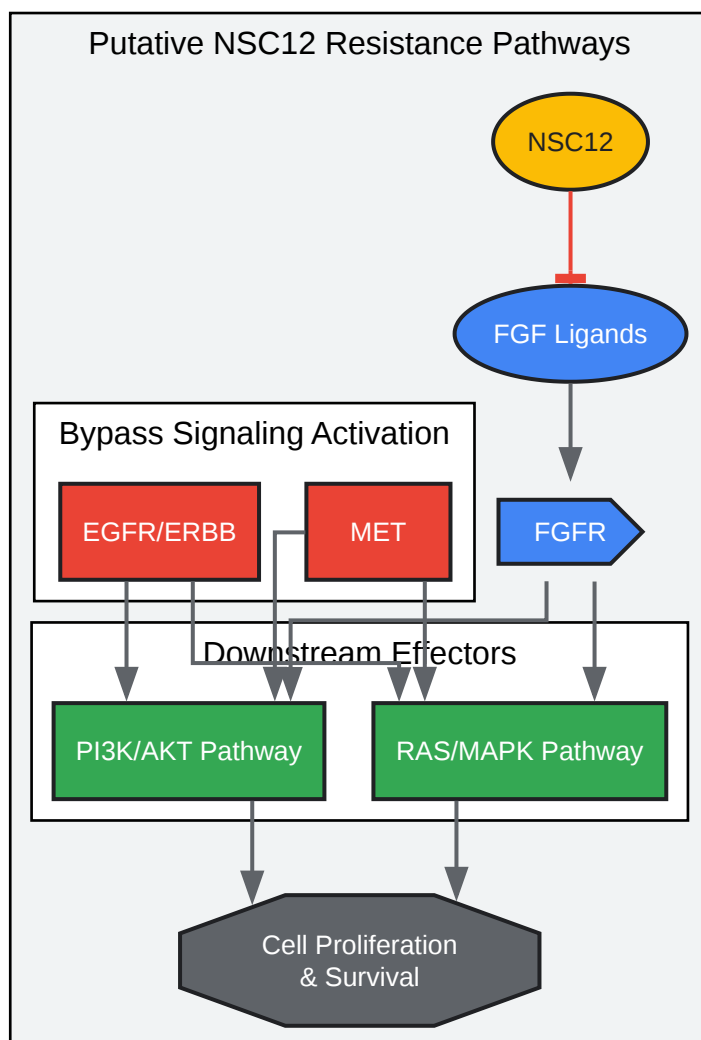 Putative NSC12 Resistance Pathways
NSC12
FGF Ligands
Bypass Signaling Activation
EGFR/ERBB
MET
FGFR
Downstream Effectors
PI3K/AKT Pathway
RAS/MAPK Pathway
Cell Proliferation
& Survival